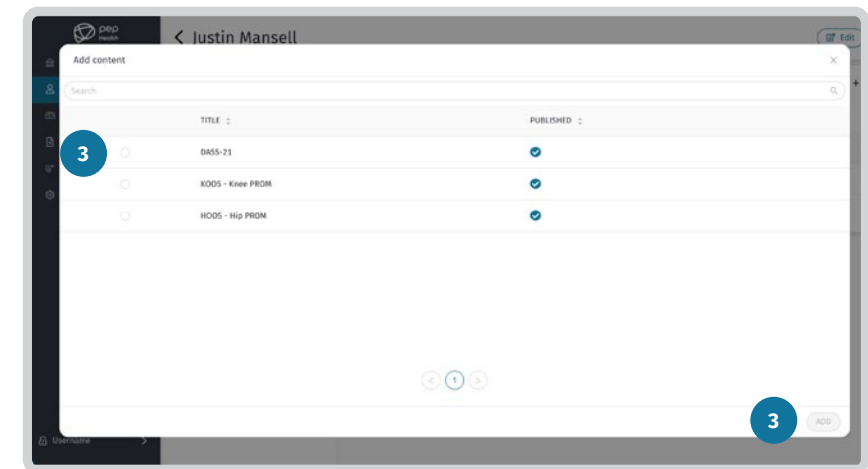 pep
Health
Justin Mansell
Edit
Add content
Search
TITLE
PUBLISHED
3
DASS-21
KOOS - Knee PROM
HOOS - Hip PROM
1
3
ADD
Username